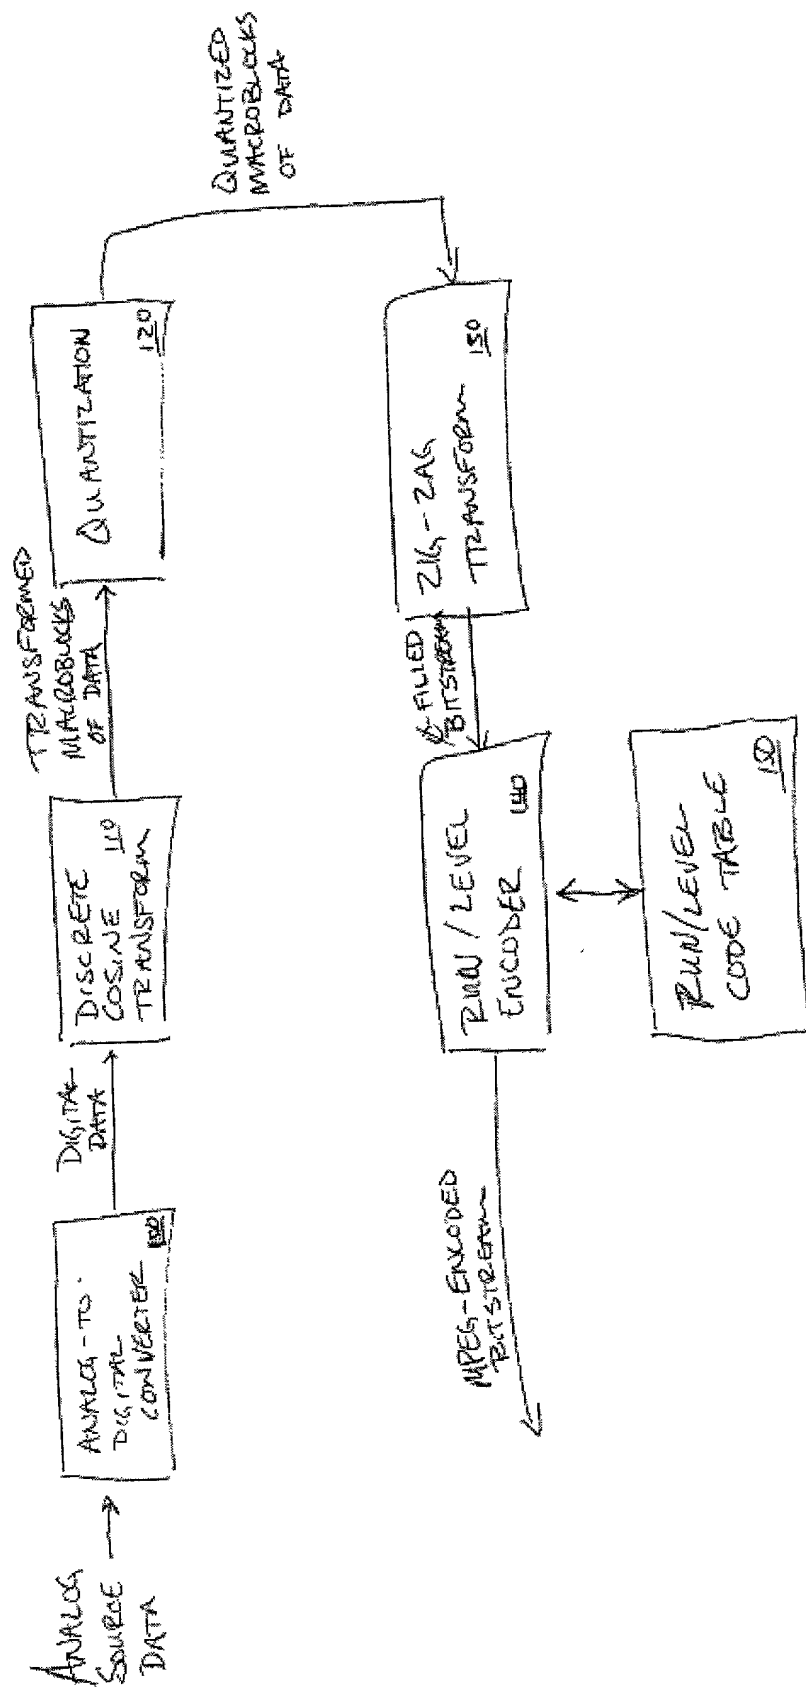 ANALOG
SOURCE
DATA
ANALOG-TO-
DIGITAL
CONVERTER
100
DIGITAL
DATA
DISCRETE
COSINE 110
TRANSFORM
TRANSFORMED
MACROBLOCKS
OF DATA
QUANTIZATION
120
QUANTIZED
MACROBLOCKS
OF DATA
ZIG-ZAG
TRANSFORM
130
-FILLED
BITSTREAM
RUN/LEVEL
ENCODER 140
RUN/LEVEL
CODE TABLE
MPEG-ENCODED
BITSTREAM